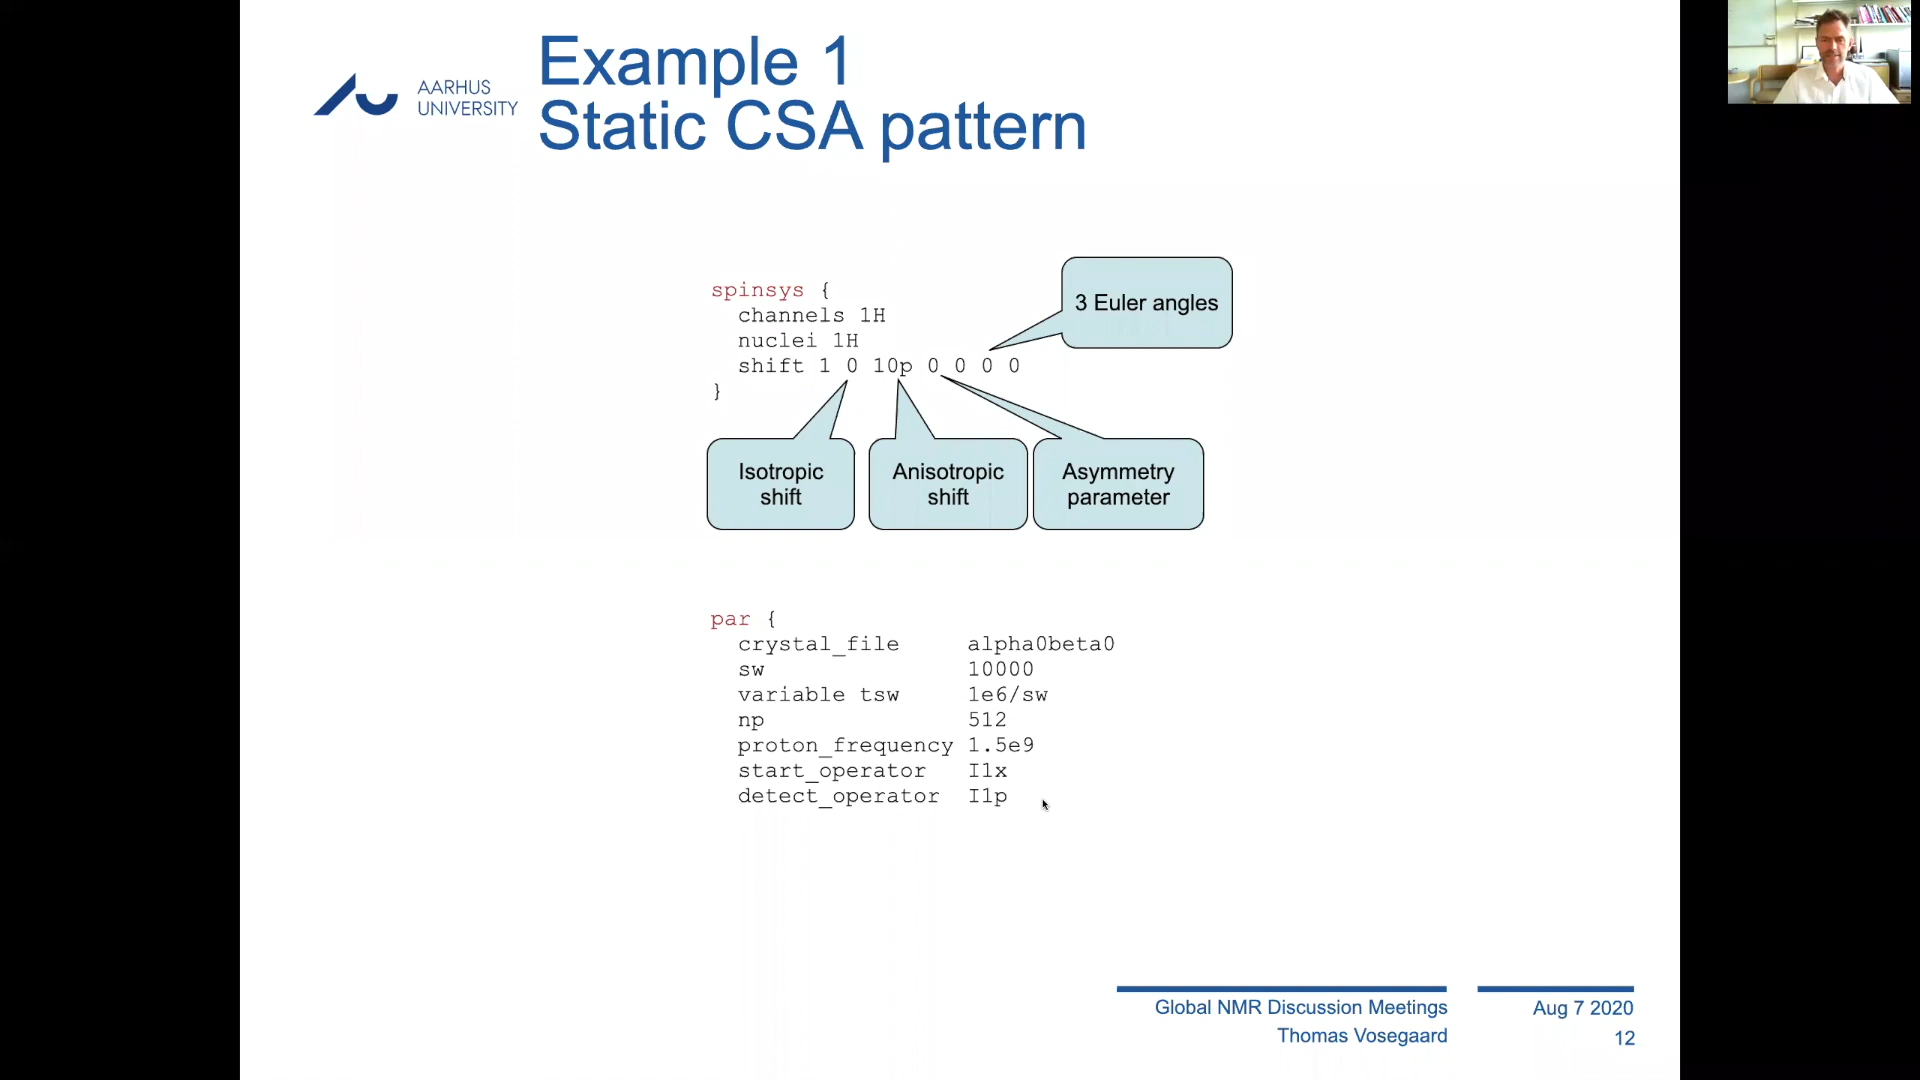 AARHUS
UNIVERSITY
Example 1
Static CSA pattern
spinsys {
channels 1H
nuclei 1H
shift 1 0 10p 0 0 0 0
}
3 Euler angles
Isotropic
shift
Anisotropic
shift
Asymmetry
parameter
par {
crystal_file alpha0beta0
sw 10000
variable tsw 1e6/sw
np 512
proton_frequency 1.5e9
start_operator I1x
detect_operator I1p
Global NMR Discussion Meetings
Thomas Vosegaard
Aug 7 2020
12